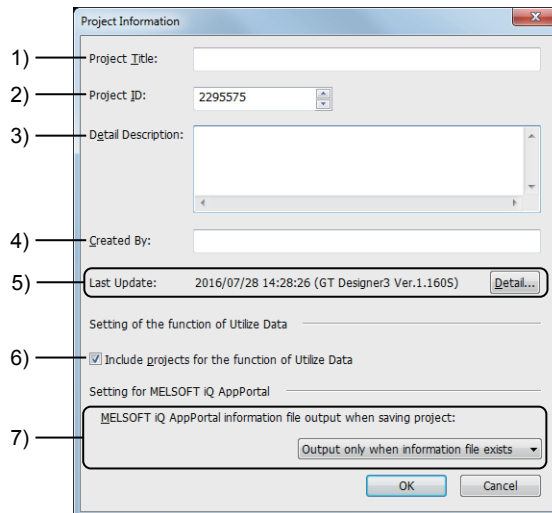 Project Information
1) Project Title:
2) Project ID: 2295575
3) Detail Description:
4) Created By:
5) Last Update: 2016/07/28 14:28:26 (GT Designer3 Ver.1.160S) Detail...
Setting of the function of Utilize Data
6) Include projects for the function of Utilize Data
Setting for MELSOFT iQ AppPortal
MELSOFT iQ AppPortal information file output when saving project:
7) Output only when information file exists
OK Cancel